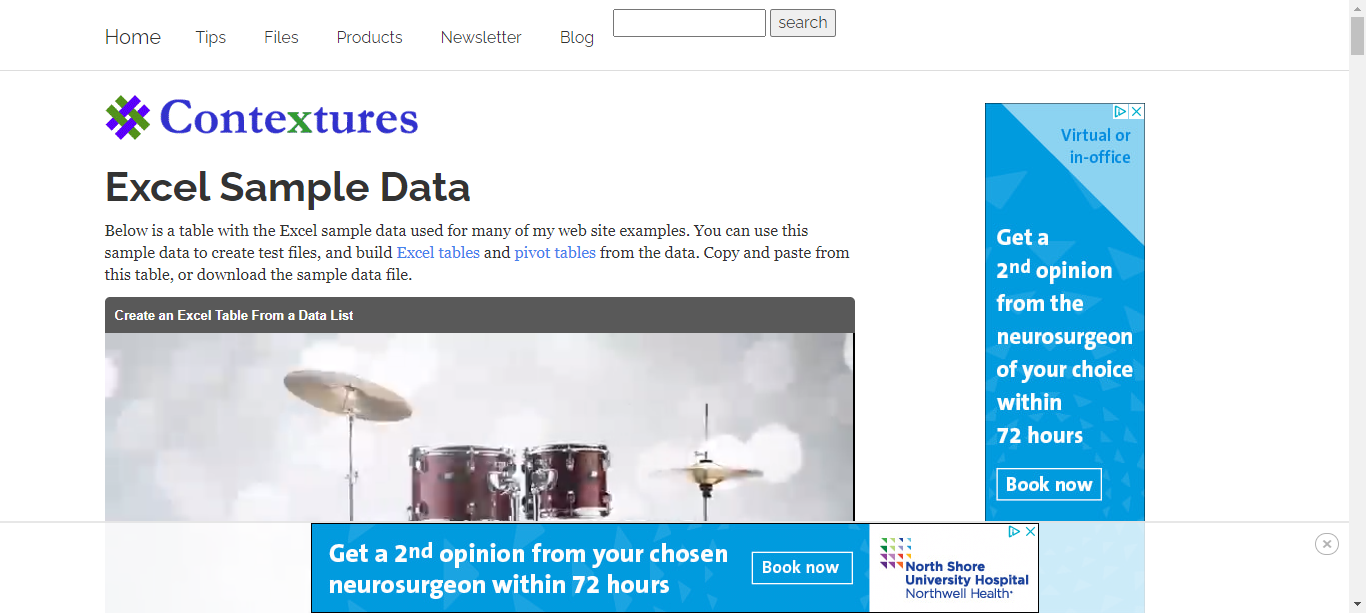 Home Tips Files Products Newsletter Blog search
Contextures
Excel Sample Data
Below is a table with the Excel sample data used for many of my web site examples. You can use this
sample data to create test files, and build Excel tables and pivot tables from the data. Copy and paste from
this table, or download the sample data file.
Create an Excel Table From a Data List
Virtual or
in-office
Get a
2nd opinion
from the
neurosurgeon
of your choice
within
72 hours
Book now
Get a 2nd opinion from your chosen
neurosurgeon within 72 hours
Book now
North Shore
University Hospital
Northwell Health